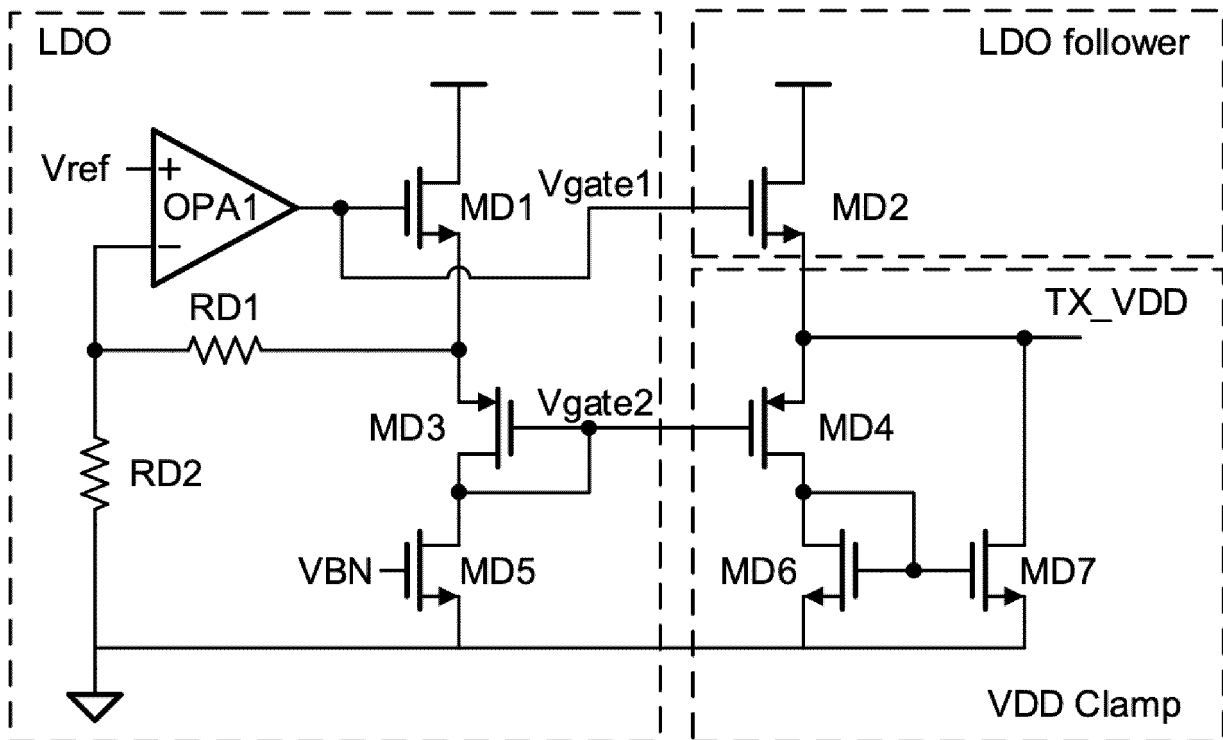 LDO
LDO follower
Vref
+
OPA1
−
MD1
Vgate1
MD2
RD1
TX_VDD
MD3
Vgate2
MD4
RD2
VBN
MD5
MD6
MD7
VDD Clamp